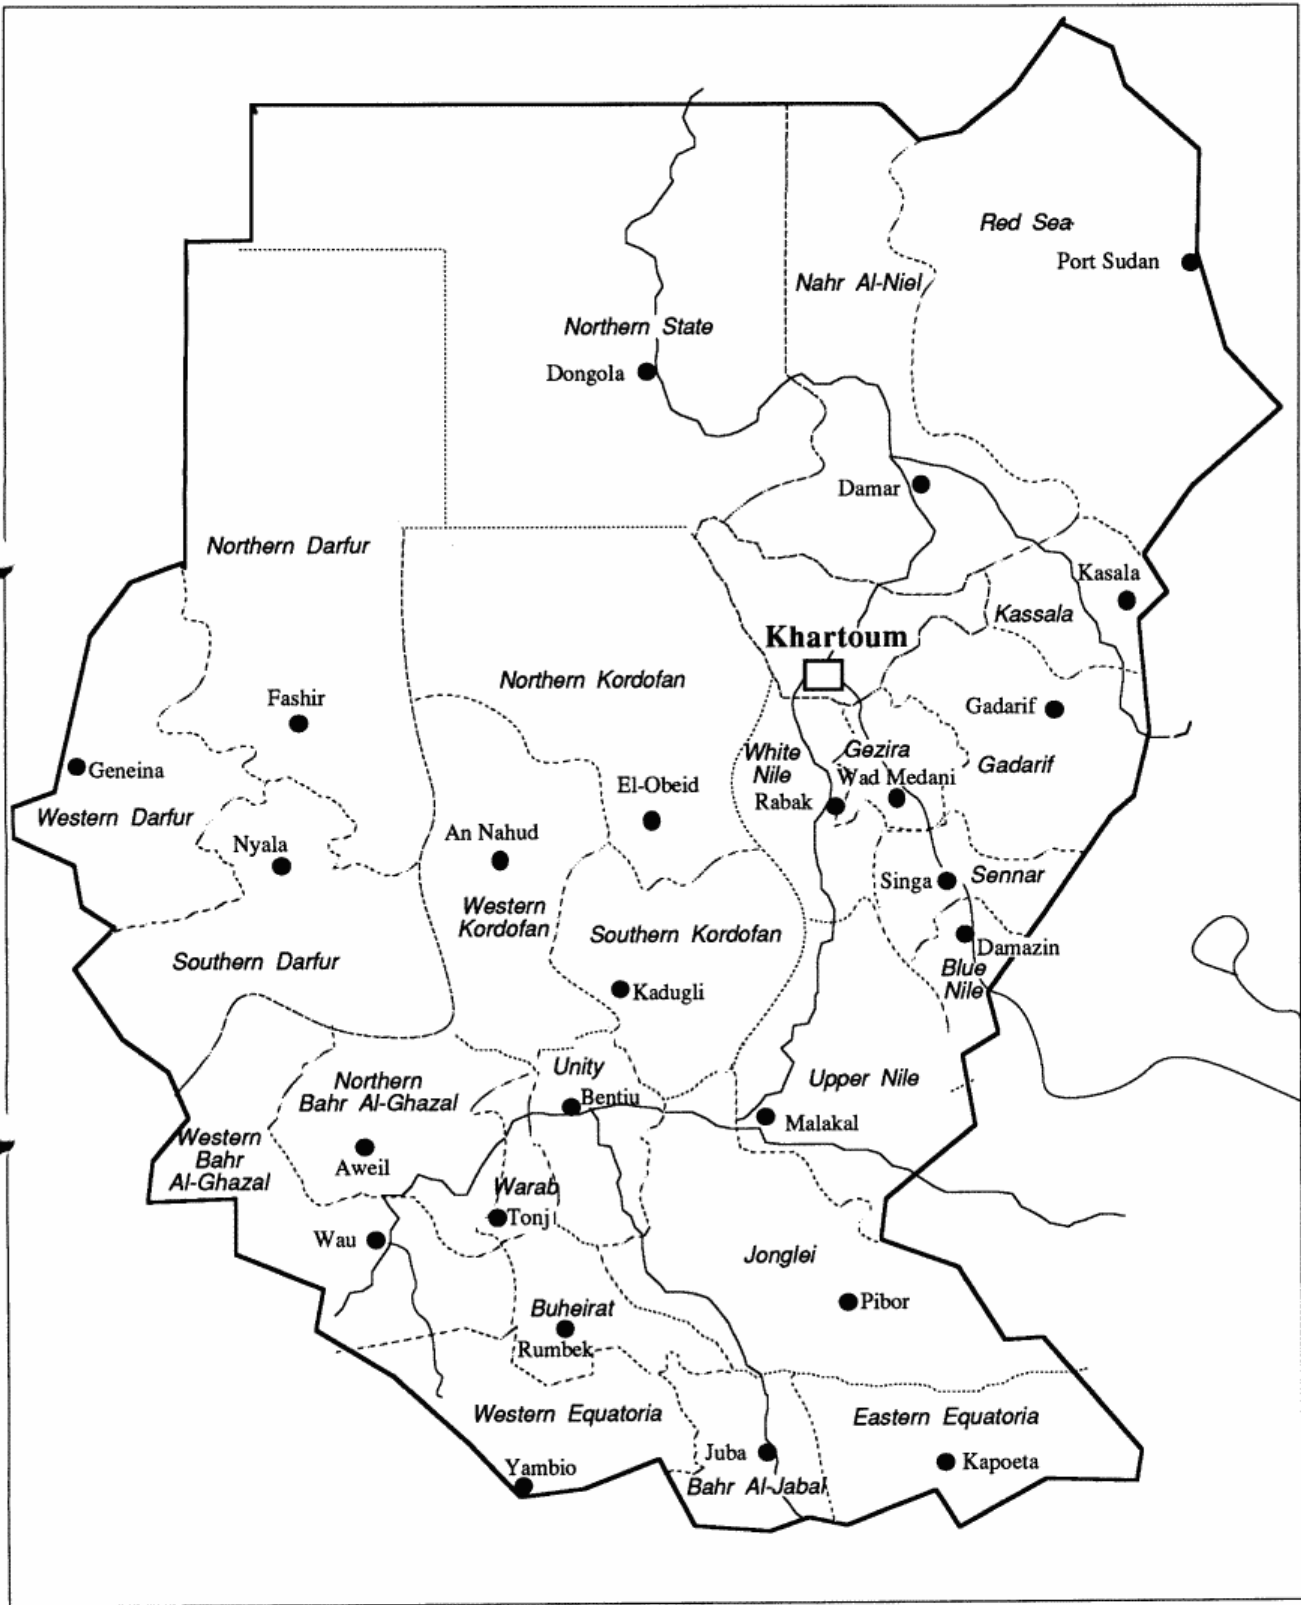 Red Sea
Port Sudan
Nahr Al-Niel
Northern State
Dongola
Damar
Northern Darfur
Kasala
Kassala
Khartoum
Northern Kordofan
Fashir
Gadarif
Geneina
White
Nile
Gezira
Gadarif
Wad Medani
El-Obeid
Rabak
Western Darfur
An Nahud
Nyala
Singa
Sennar
Western
Kordofan
Southern Kordofan
Damazin
Southern Darfur
Blue
Nile
Kadugli
Unity
Upper Nile
Northern
Bahr Al-Ghazal
Bentiu
Malakal
Western
Bahr
Al-Ghazal
Aweil
Warab
Tonj
Wau
Jonglei
Pibor
Buheirat
Rumbek
Western Equatoria
Eastern Equatoria
Juba
Kapoeta
Yambio
Bahr Al-Jabal